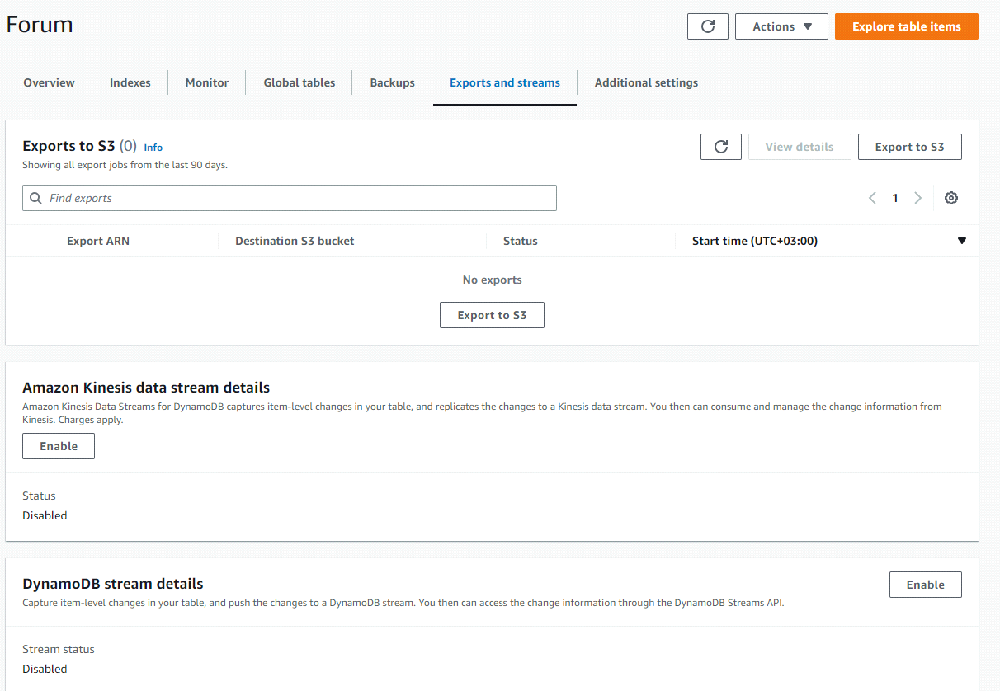 Forum
Actions
Explore table items
Overview
Indexes
Monitor
Global tables
Backups
Exports and streams
Additional settings
Exports to S3 (0) Info
Showing all export jobs from the last 90 days.
View details
Export to S3
Find exports
1
Export ARN
Destination S3 bucket
Status
Start time (UTC+03:00)
No exports
Export to S3
Amazon Kinesis data stream details
Amazon Kinesis Data Streams for DynamoDB captures item-level changes in your table, and replicates the changes to a Kinesis data stream. You then can consume and manage the change information from
Kinesis. Charges apply.
Enable
Status
Disabled
DynamoDB stream details
Capture item-level changes in your table, and push the changes to a DynamoDB stream. You then can access the change information through the DynamoDB Streams API.
Enable
Stream status
Disabled